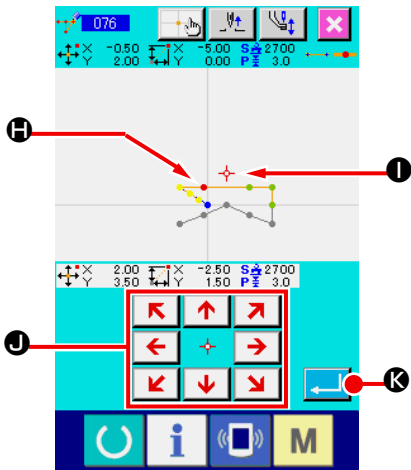 076
X -0.50 X -5.00 S 2700
Y 2.00 Y 0.00 P 3.0
H
I
X 2.00 X -2.50 S 2700
Y 3.50 Y 1.50 P 3.0
J
K
i M